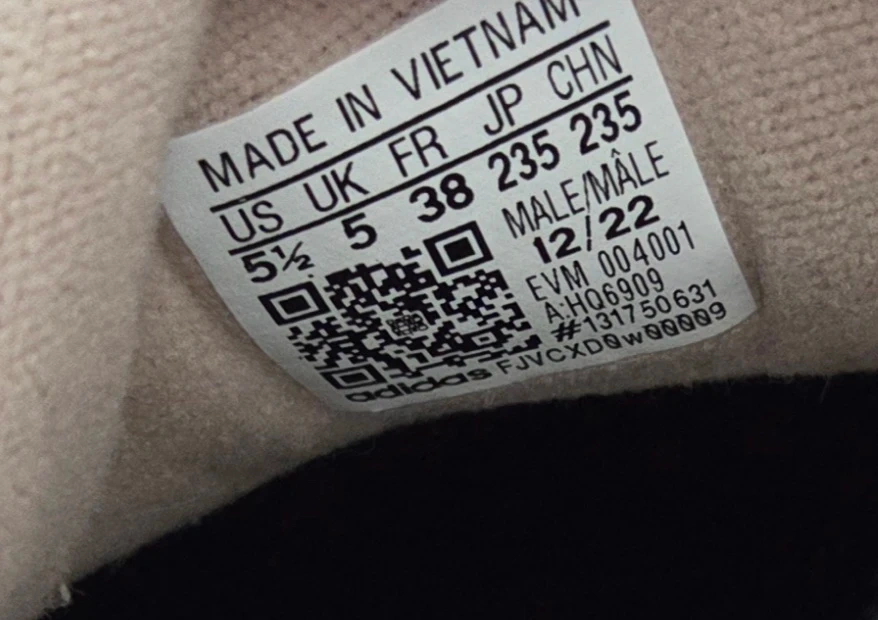 MADE IN VIETNAM
US UK FR JP CHN
5½ 5 38 235 235
MALE/MÂLE
12/22
EVM 004001
A:HQ6909
#131750631
adidas FJVCXD0w00009